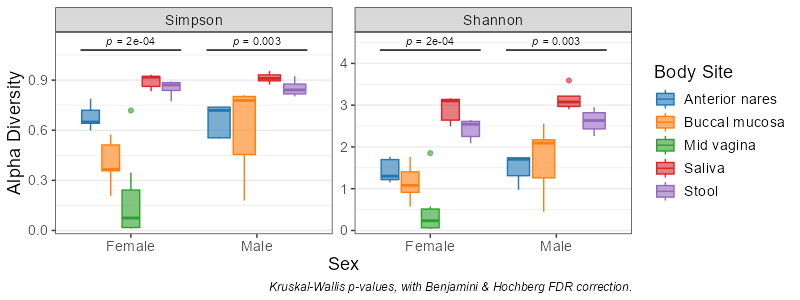 Simpson
Shannon
p = 2e-04
p = 0.003
p = 2e-04
p = 0.003
Alpha Diversity
0.9
0.6
0.3
0.0
4
3
2
1
0
Female
Male
Female
Male
Sex
Body Site
Anterior nares
Buccal mucosa
Mid vagina
Saliva
Stool
Kruskal-Wallis p-values, with Benjamini & Hochberg FDR correction.